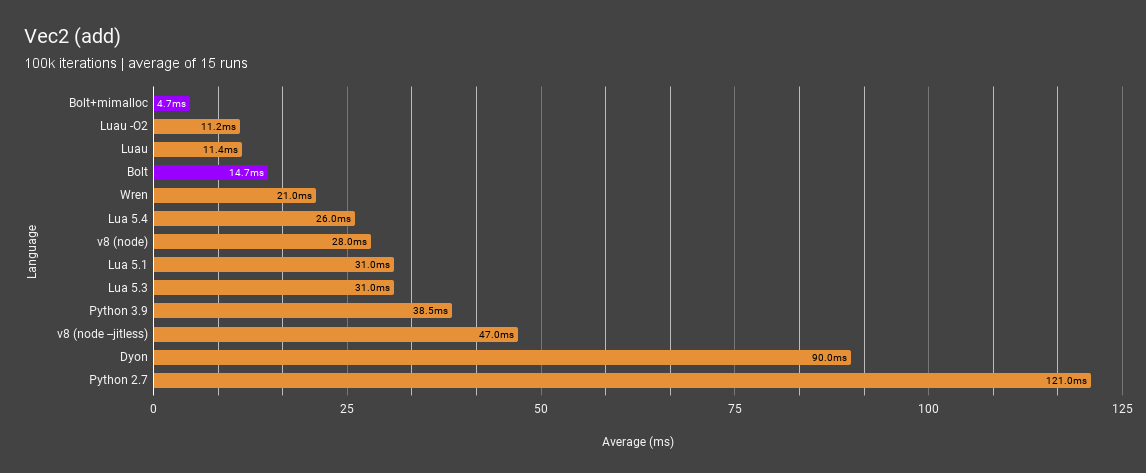 Vec2 (add)
100k iterations | average of 15 runs
Language
Bolt+mimalloc 4.7ms
Luau -O2 11.2ms
Luau 11.4ms
Bolt 14.7ms
Wren 21.0ms
Lua 5.4 26.0ms
v8 (node) 28.0ms
Lua 5.1 31.0ms
Lua 5.3 31.0ms
Python 3.9 38.5ms
v8 (node –jitless) 47.0ms
Dyon 90.0ms
Python 2.7 121.0ms
0 25 50 75 100 125
Average (ms)